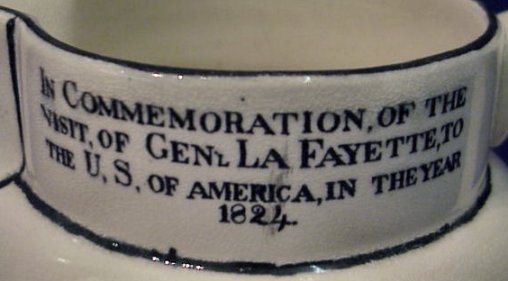 IN COMMEMORATION, OF THE
VISIT, OF GENL LA FAYETTE, TO
THE U, S, OF AMERICA, IN THE YEAR
1824.